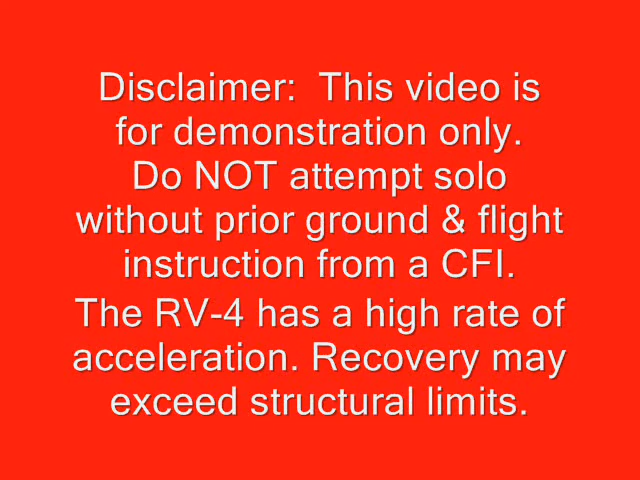 Disclaimer:  This video is
for demonstration only.
Do NOT attempt solo
without prior ground & flight
instruction from a CFI.
The RV-4 has a high rate of
acceleration. Recovery may
exceed structural limits.